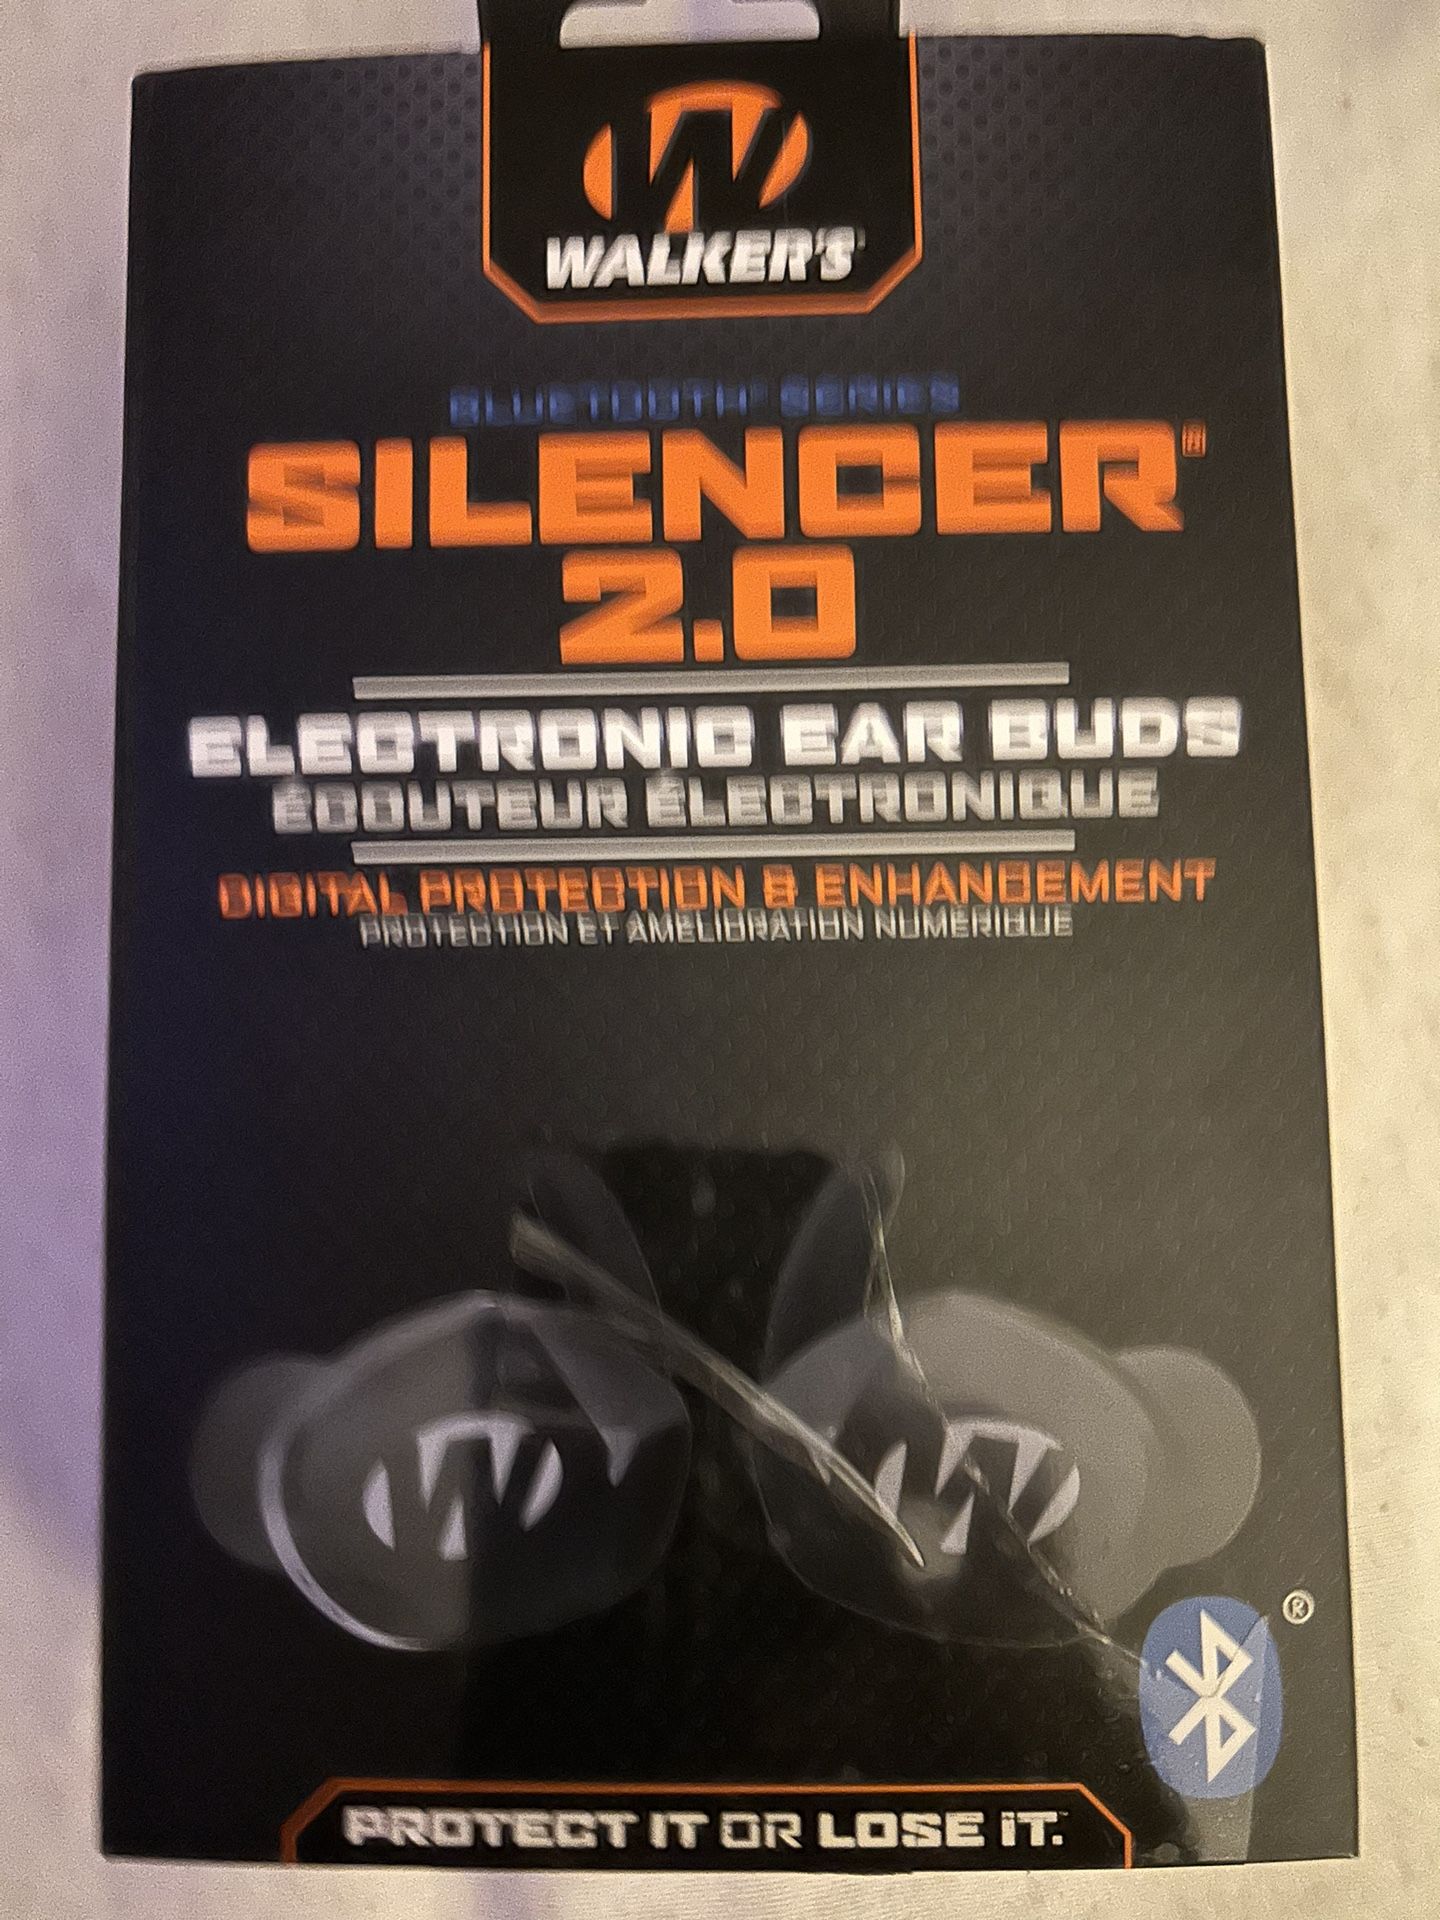 WALKER'S
BLUETOOTH® SERIES
SILENCER®
2.0
ELECTRONIC EAR BUDS
ÉCOUTEUR ÉLECTRONIQUE
DIGITAL PROTECTION & ENHANCEMENT
PROTECTION ET AMÉLIORATION NUMÉRIQUE
®
PROTECT IT OR LOSE IT.™